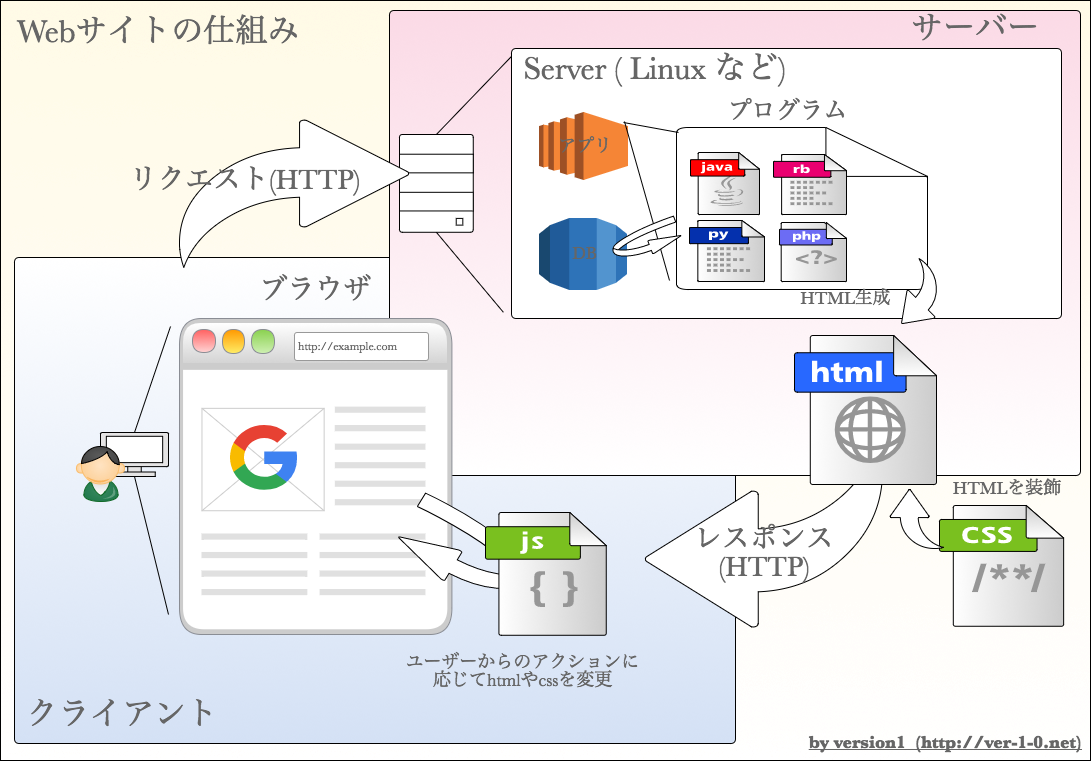 Webサイトの仕組み
サーバー
Server ( Linux など)
プログラム
アプリ
java
rb
リクエスト(HTTP)
DB
py
php
<?>
HTML生成
ブラウザ
http://example.com
html
G
HTMLを装飾
js
{ }
レスポンス
(HTTP)
css
/**/
ユーザーからのアクションに
応じてhtmlやcssを変更
クライアント
by version1 (http://ver-1-0.net)